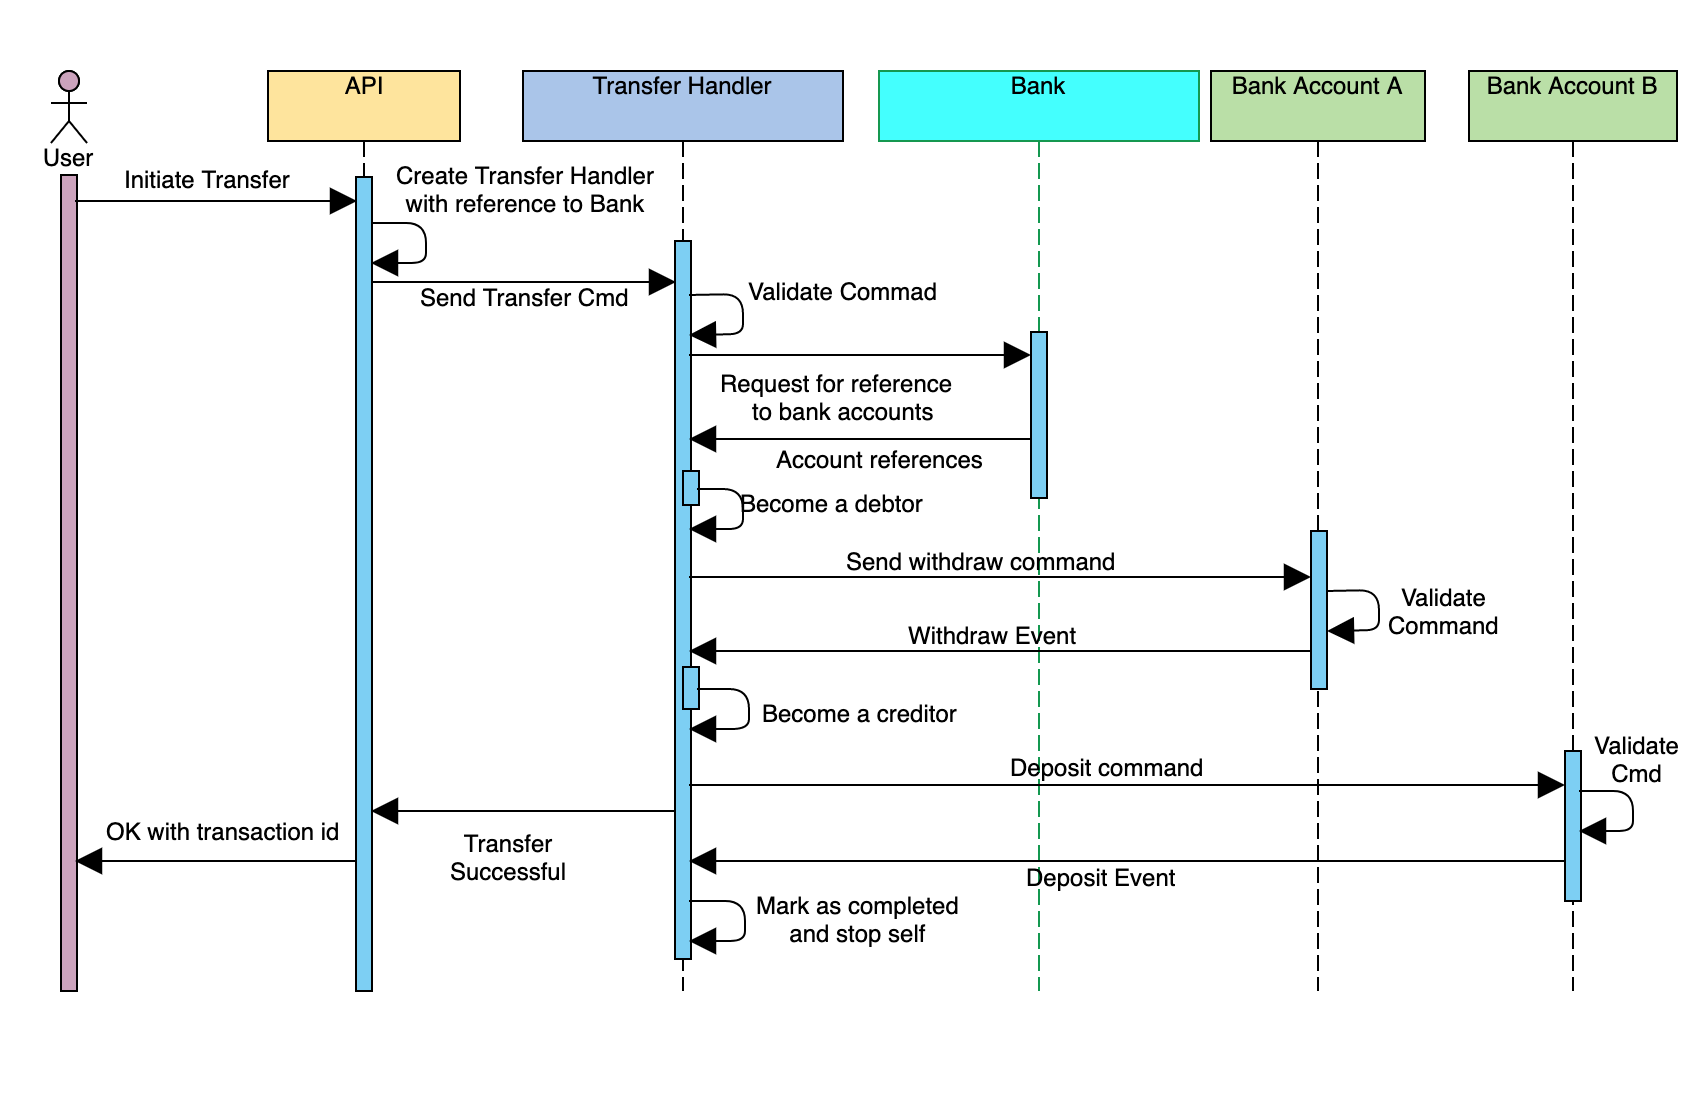 API
Transfer Handler
Bank
Bank Account A
Bank Account B
User
Initiate Transfer
Create Transfer Handler
with reference to Bank
Send Transfer Cmd
Validate Commad
Request for reference
to bank accounts
Account references
Become a debtor
Send withdraw command
Validate
Command
Withdraw Event
Become a creditor
Validate
Cmd
Deposit command
OK with transaction id
Transfer
Successful
Deposit Event
Mark as completed
and stop self